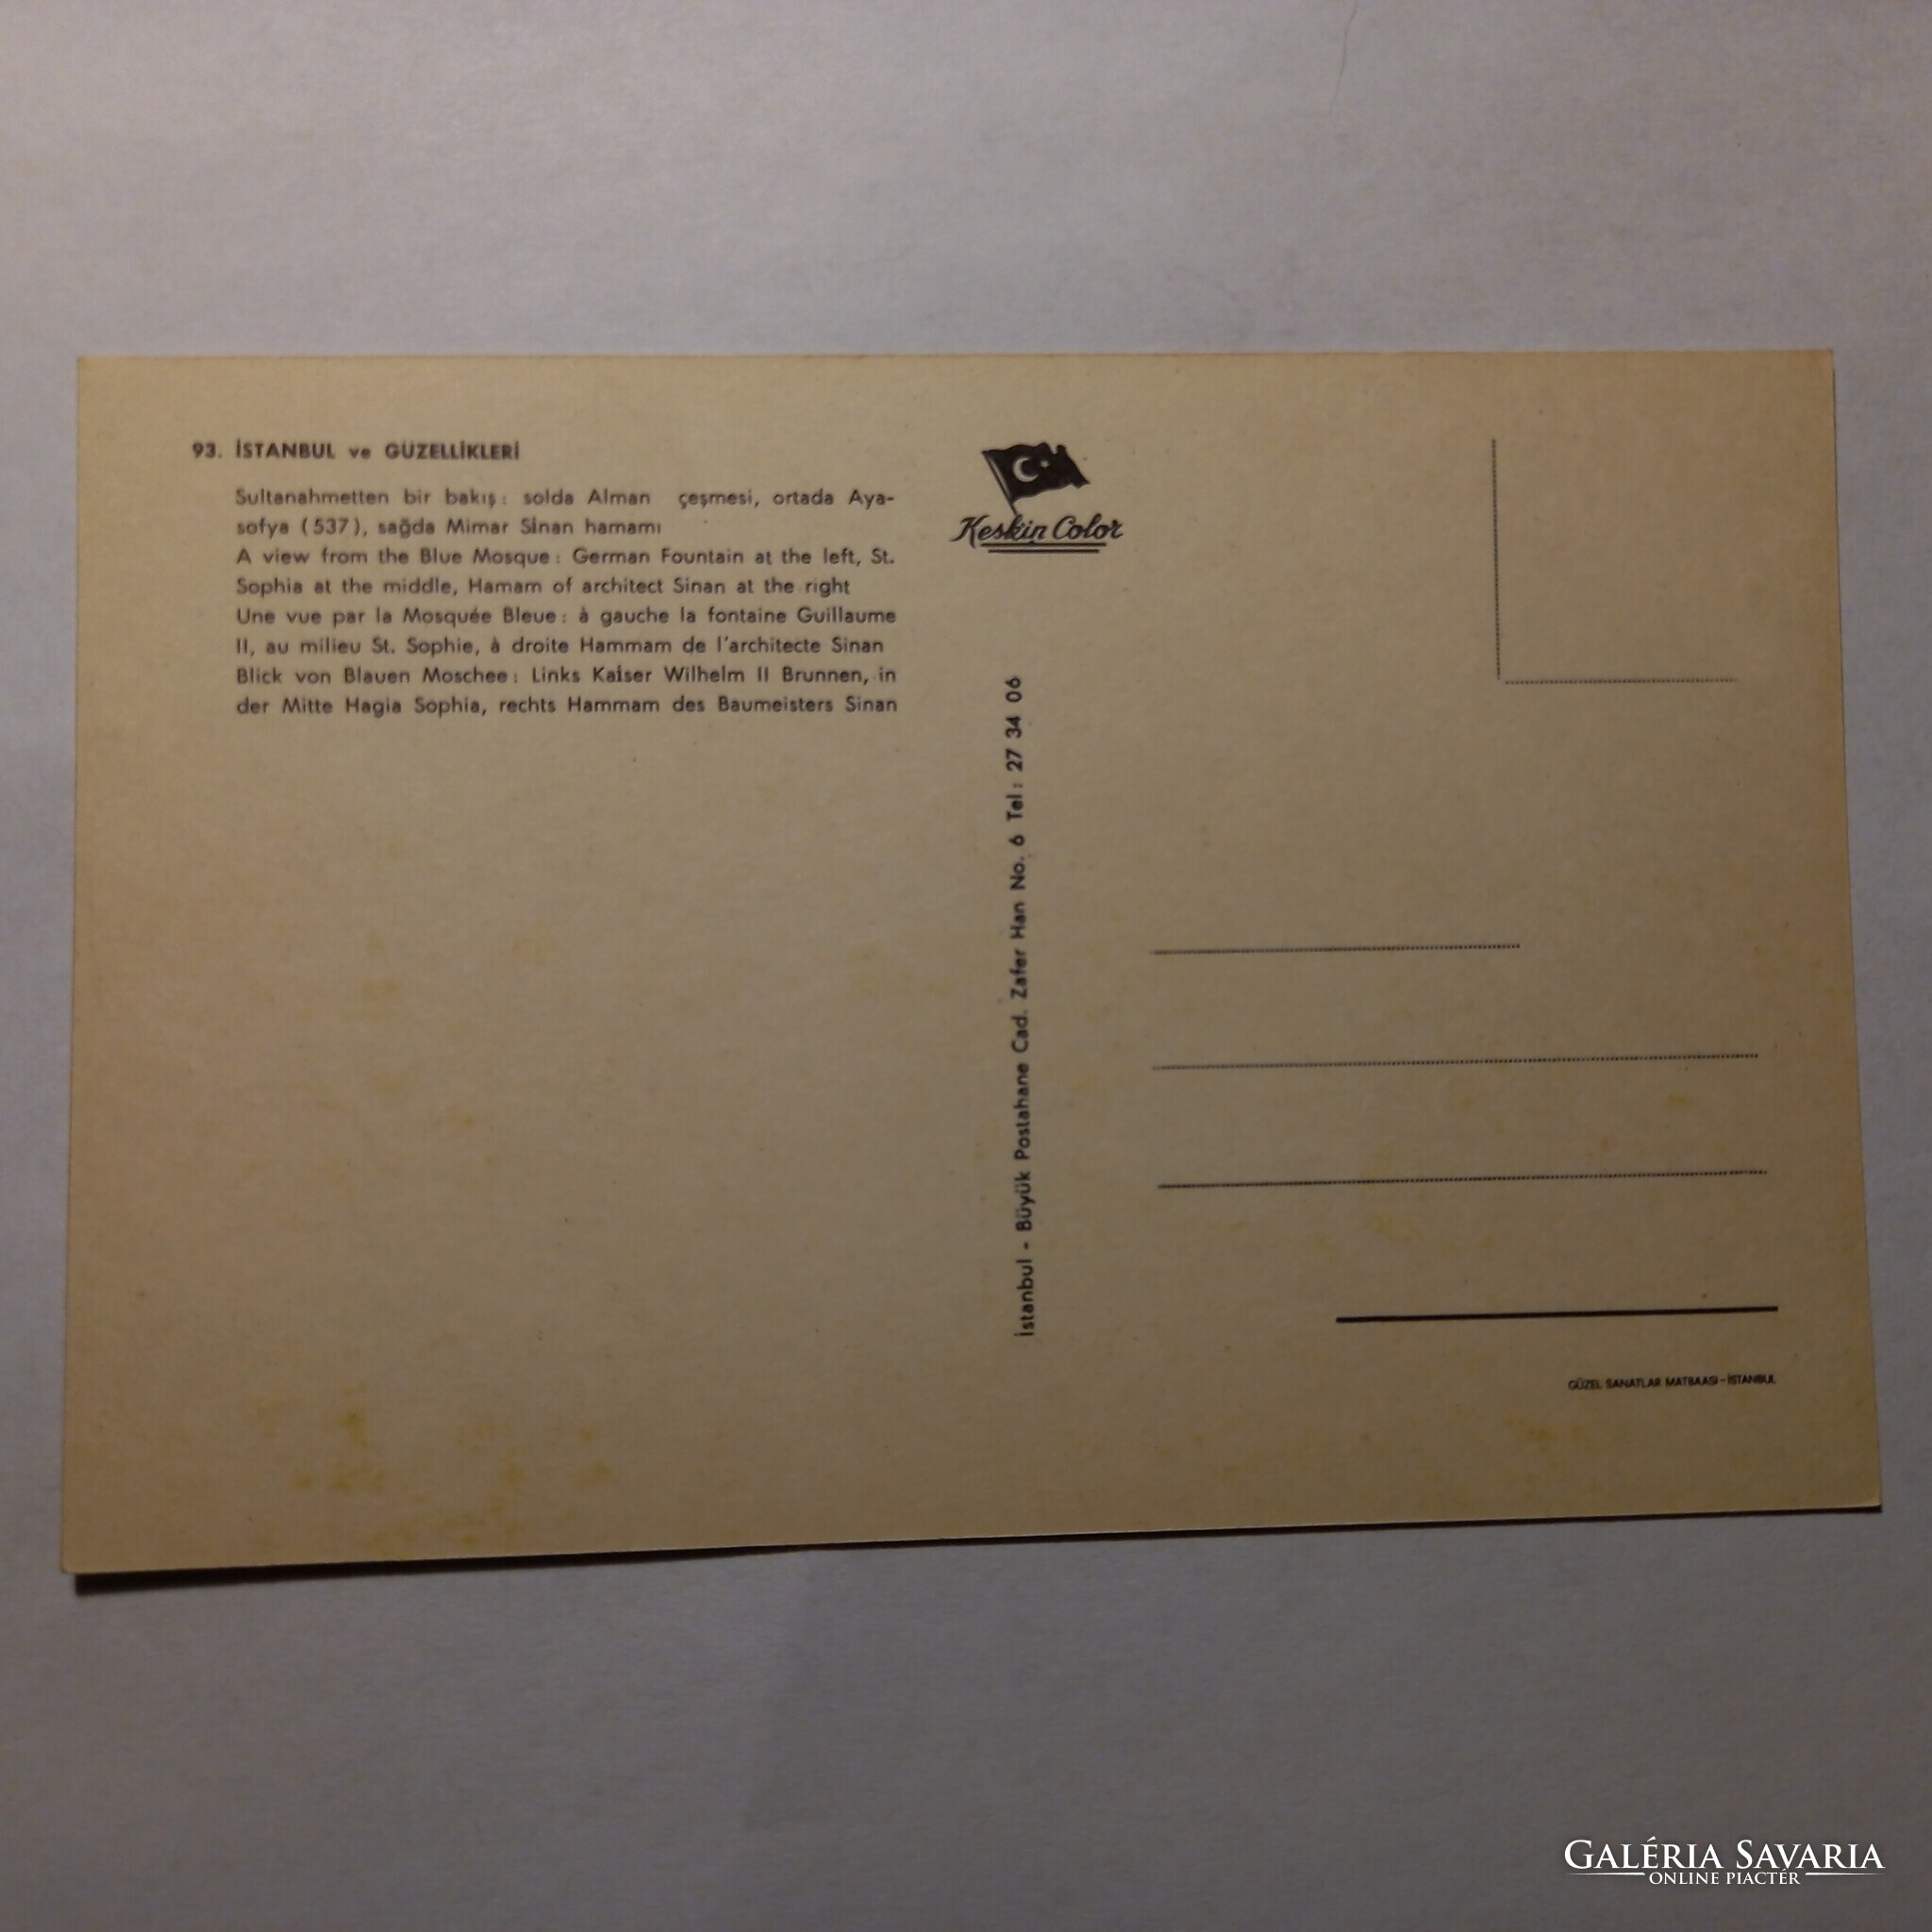 93. İSTANBUL ve GÜZELLİKLERİ
Sultanahmetten bir bakış: solda Alman çeşmesi, ortada Aya-
sofya (537), sağda Mimar Sinan hamamı
A view from the Blue Mosque: German Fountain at the left, St.
Sophia at the middle, Hamam of architect Sinan at the right
Une vue par la Mosquée Bleue: à gauche la fontaine Guillaume
II, au milieu St. Sophie, à droite Hammam de l'architecte Sinan
Blick von Blauen Moschee: Links Kaiser Wilhelm II Brunnen, in
der Mitte Hagia Sophia, rechts Hammam des Baumeisters Sinan
Keskin Color
İstanbul - Büyük Postahane Cad. Zafer Han No. 6 Tel: 27 34 06
GÜZEL SANATLAR MATBAASI - İSTANBUL
GALÉRIA SAVARIA
ONLINE PIACTÉR